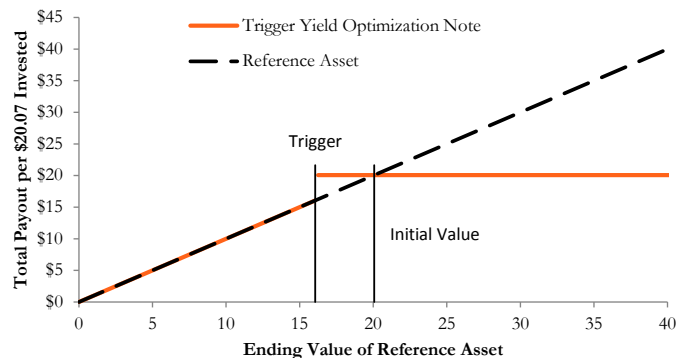 Total Payout per $20.07 Invested
$45
$40
$35
$30
$25
$20
$15
$10
$5
$0
Trigger Yield Optimization Note
Reference Asset
Trigger
Initial Value
0 5 10 15 20 25 30 35 40
Ending Value of Reference Asset